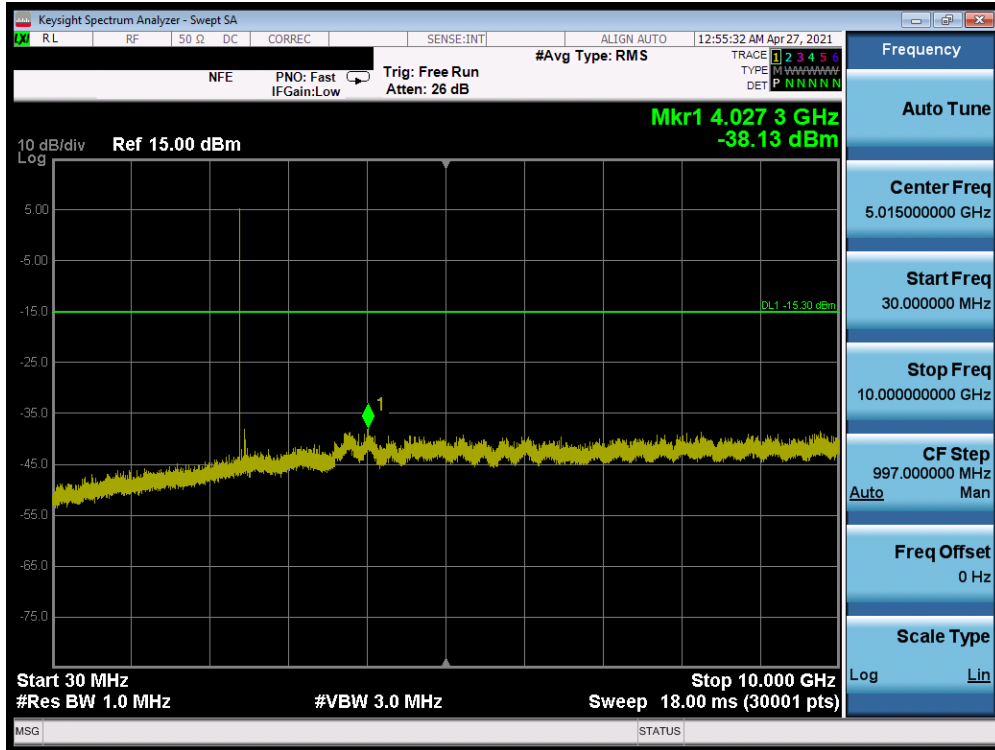 Keysight Spectrum Analyzer - Swept SA
LXI RL RF 50 Ω DC CORREC SENSE:INT ALIGN AUTO 12:55:32 AM Apr 27, 2021
NFE PNO: Fast IFGain:Low Trig: Free Run Atten: 26 dB #Avg Type: RMS
TRACE 1 2 3 4 5 6
TYPE M WWWWW
DET P N N N N N
Mkr1 4.027 3 GHz
-38.13 dBm
10 dB/div Ref 15.00 dBm
Log
5.00
-5.00
-15.0
DL1 -15.30 dBm
-25.0
-35.0
1
-45.0
-55.0
-65.0
-75.0
Start 30 MHz Stop 10.000 GHz
#Res BW 1.0 MHz #VBW 3.0 MHz Sweep 18.00 ms (30001 pts)
MSG STATUS
Frequency
Auto Tune
Center Freq
5.015000000 GHz
Start Freq
30.000000 MHz
Stop Freq
10.000000000 GHz
CF Step
997.000000 MHz
Auto Man
Freq Offset
0 Hz
Scale Type
Log Lin